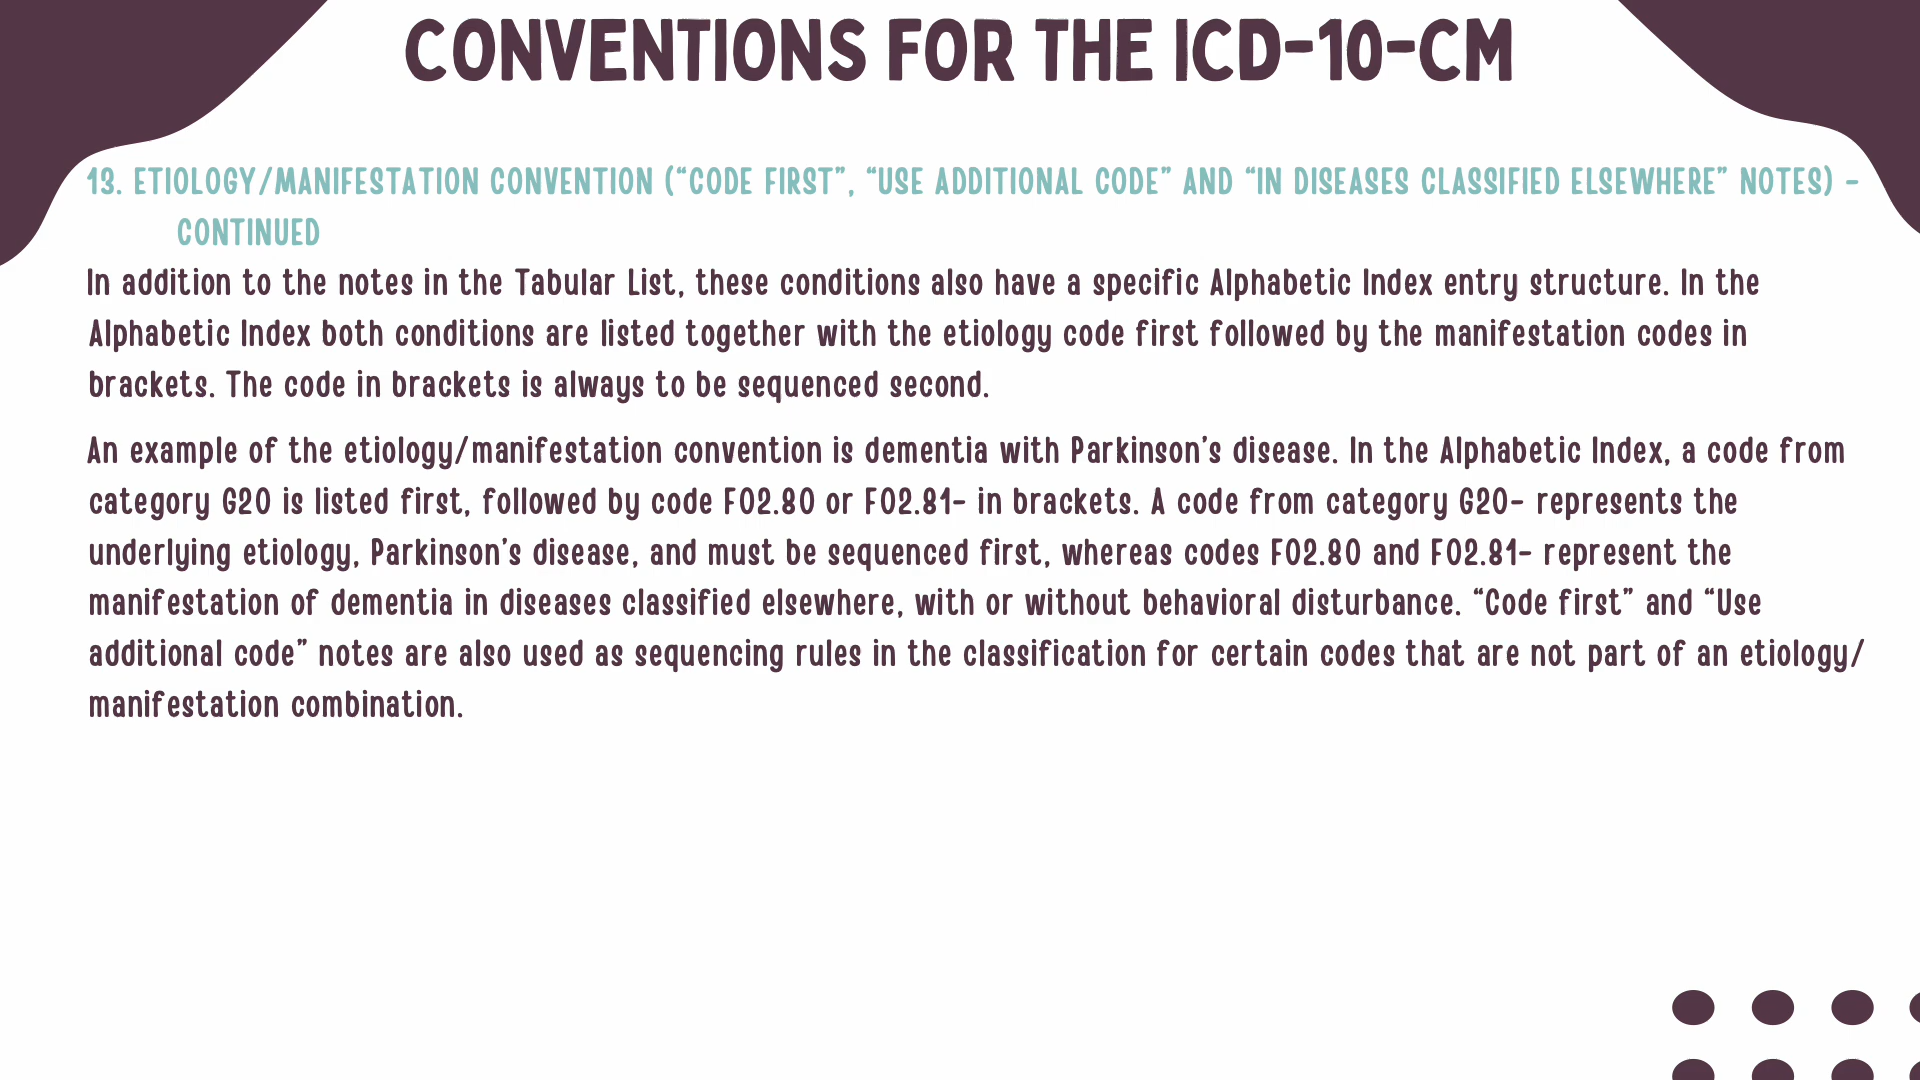 CONVENTIONS FOR THE ICD-10-CM
13. ETIOLOGY/MANIFESTATION CONVENTION (“CODE FIRST”, “USE ADDITIONAL CODE” AND “IN DISEASES CLASSIFIED ELSEWHERE” NOTES) -
CONTINUED
In addition to the notes in the Tabular List, these conditions also have a specific Alphabetic Index entry structure. In the
Alphabetic Index both conditions are listed together with the etiology code first followed by the manifestation codes in
brackets. The code in brackets is always to be sequenced second.
An example of the etiology/manifestation convention is dementia with Parkinson’s disease. In the Alphabetic Index, a code from
category G20 is listed first, followed by code F02.80 or F02.81- in brackets. A code from category G20- represents the
underlying etiology, Parkinson’s disease, and must be sequenced first, whereas codes F02.80 and F02.81- represent the
manifestation of dementia in diseases classified elsewhere, with or without behavioral disturbance. “Code first” and “Use
additional code” notes are also used as sequencing rules in the classification for certain codes that are not part of an etiology/
manifestation combination.